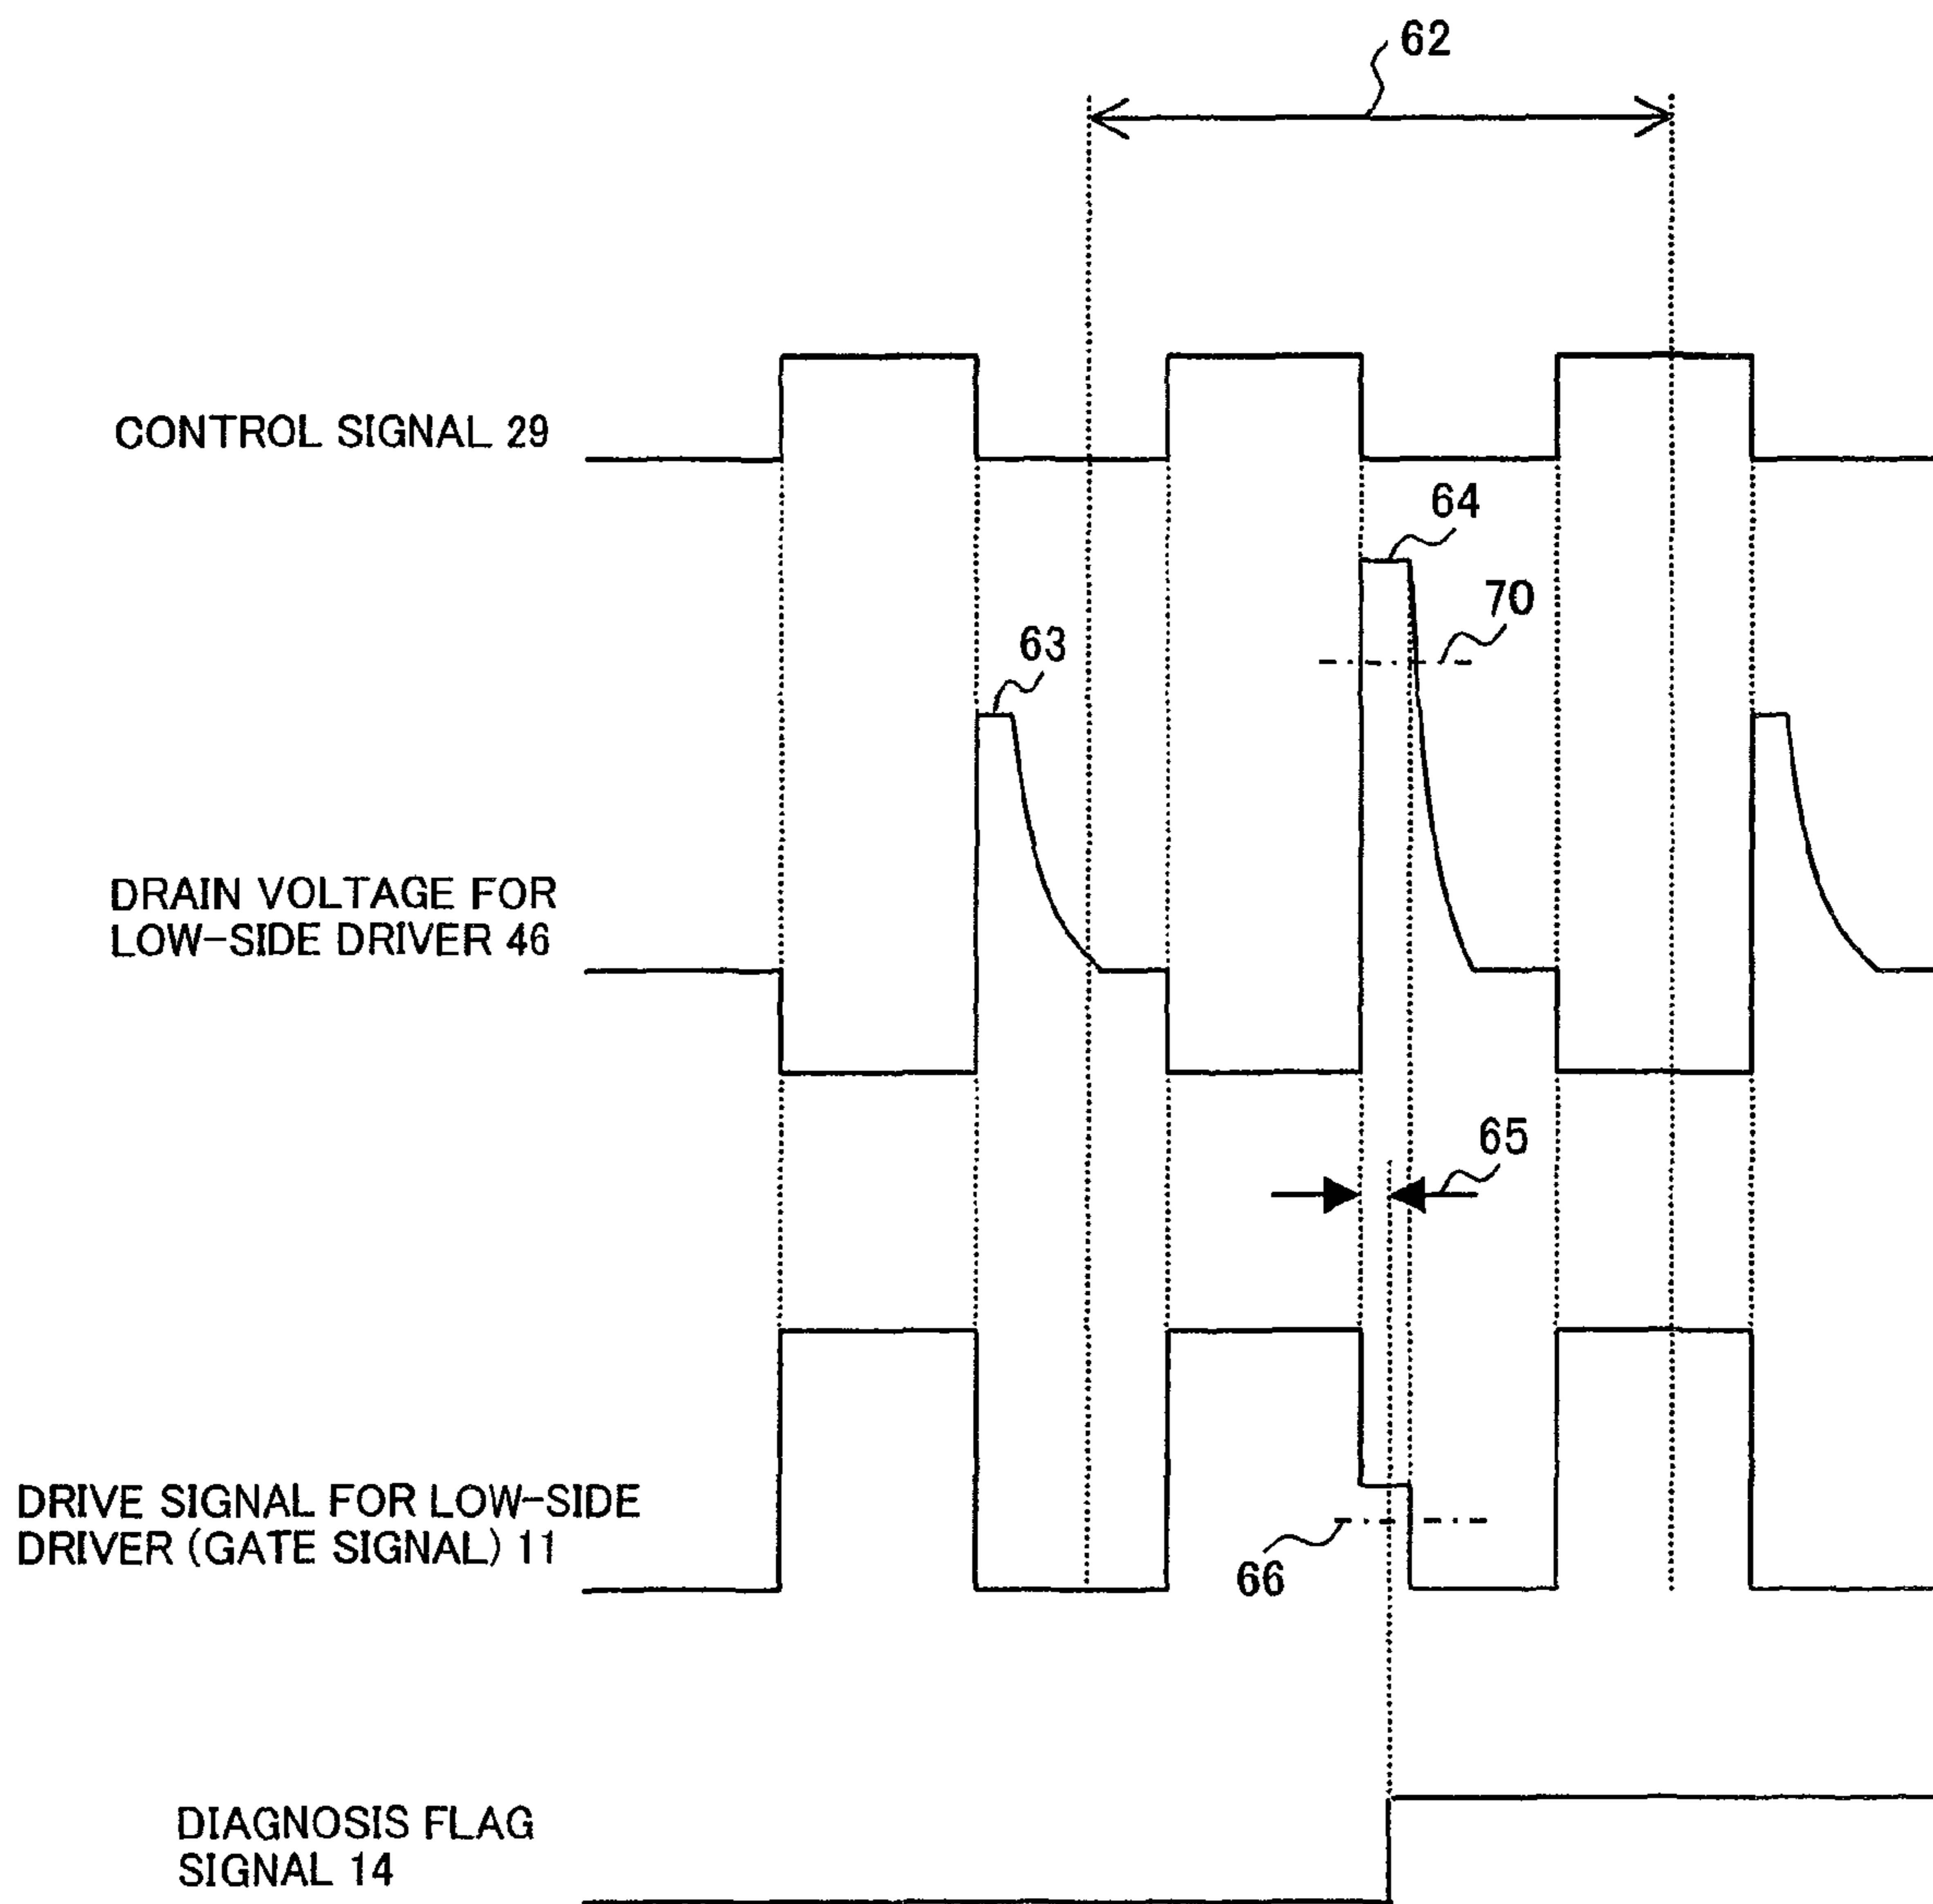 62
CONTROL SIGNAL 29
64
70
63
DRAIN VOLTAGE FOR
LOW-SIDE DRIVER 46
65
DRIVE SIGNAL FOR LOW-SIDE
DRIVER (GATE SIGNAL) 11
66
DIAGNOSIS FLAG
SIGNAL 14